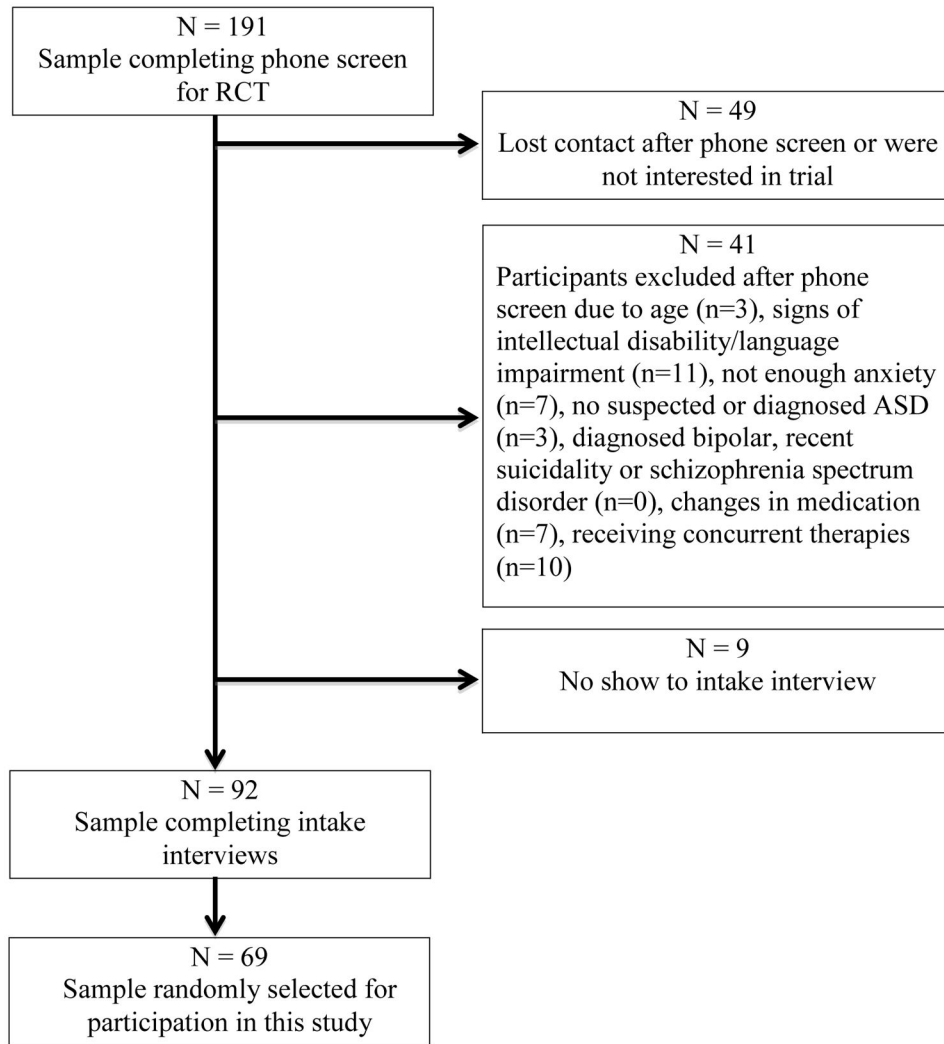 N = 191
Sample completing phone screen
for RCT
N = 49
Lost contact after phone screen or were
not interested in trial
N = 41
Participants excluded after phone
screen due to age (n=3), signs of
intellectual disability/language
impairment (n=11), not enough anxiety
(n=7), no suspected or diagnosed ASD
(n=3), diagnosed bipolar, recent
suicidality or schizophrenia spectrum
disorder (n=0), changes in medication
(n=7), receiving concurrent therapies
(n=10)
N = 9
No show to intake interview
N = 92
Sample completing intake
interviews
N = 69
Sample randomly selected for
participation in this study